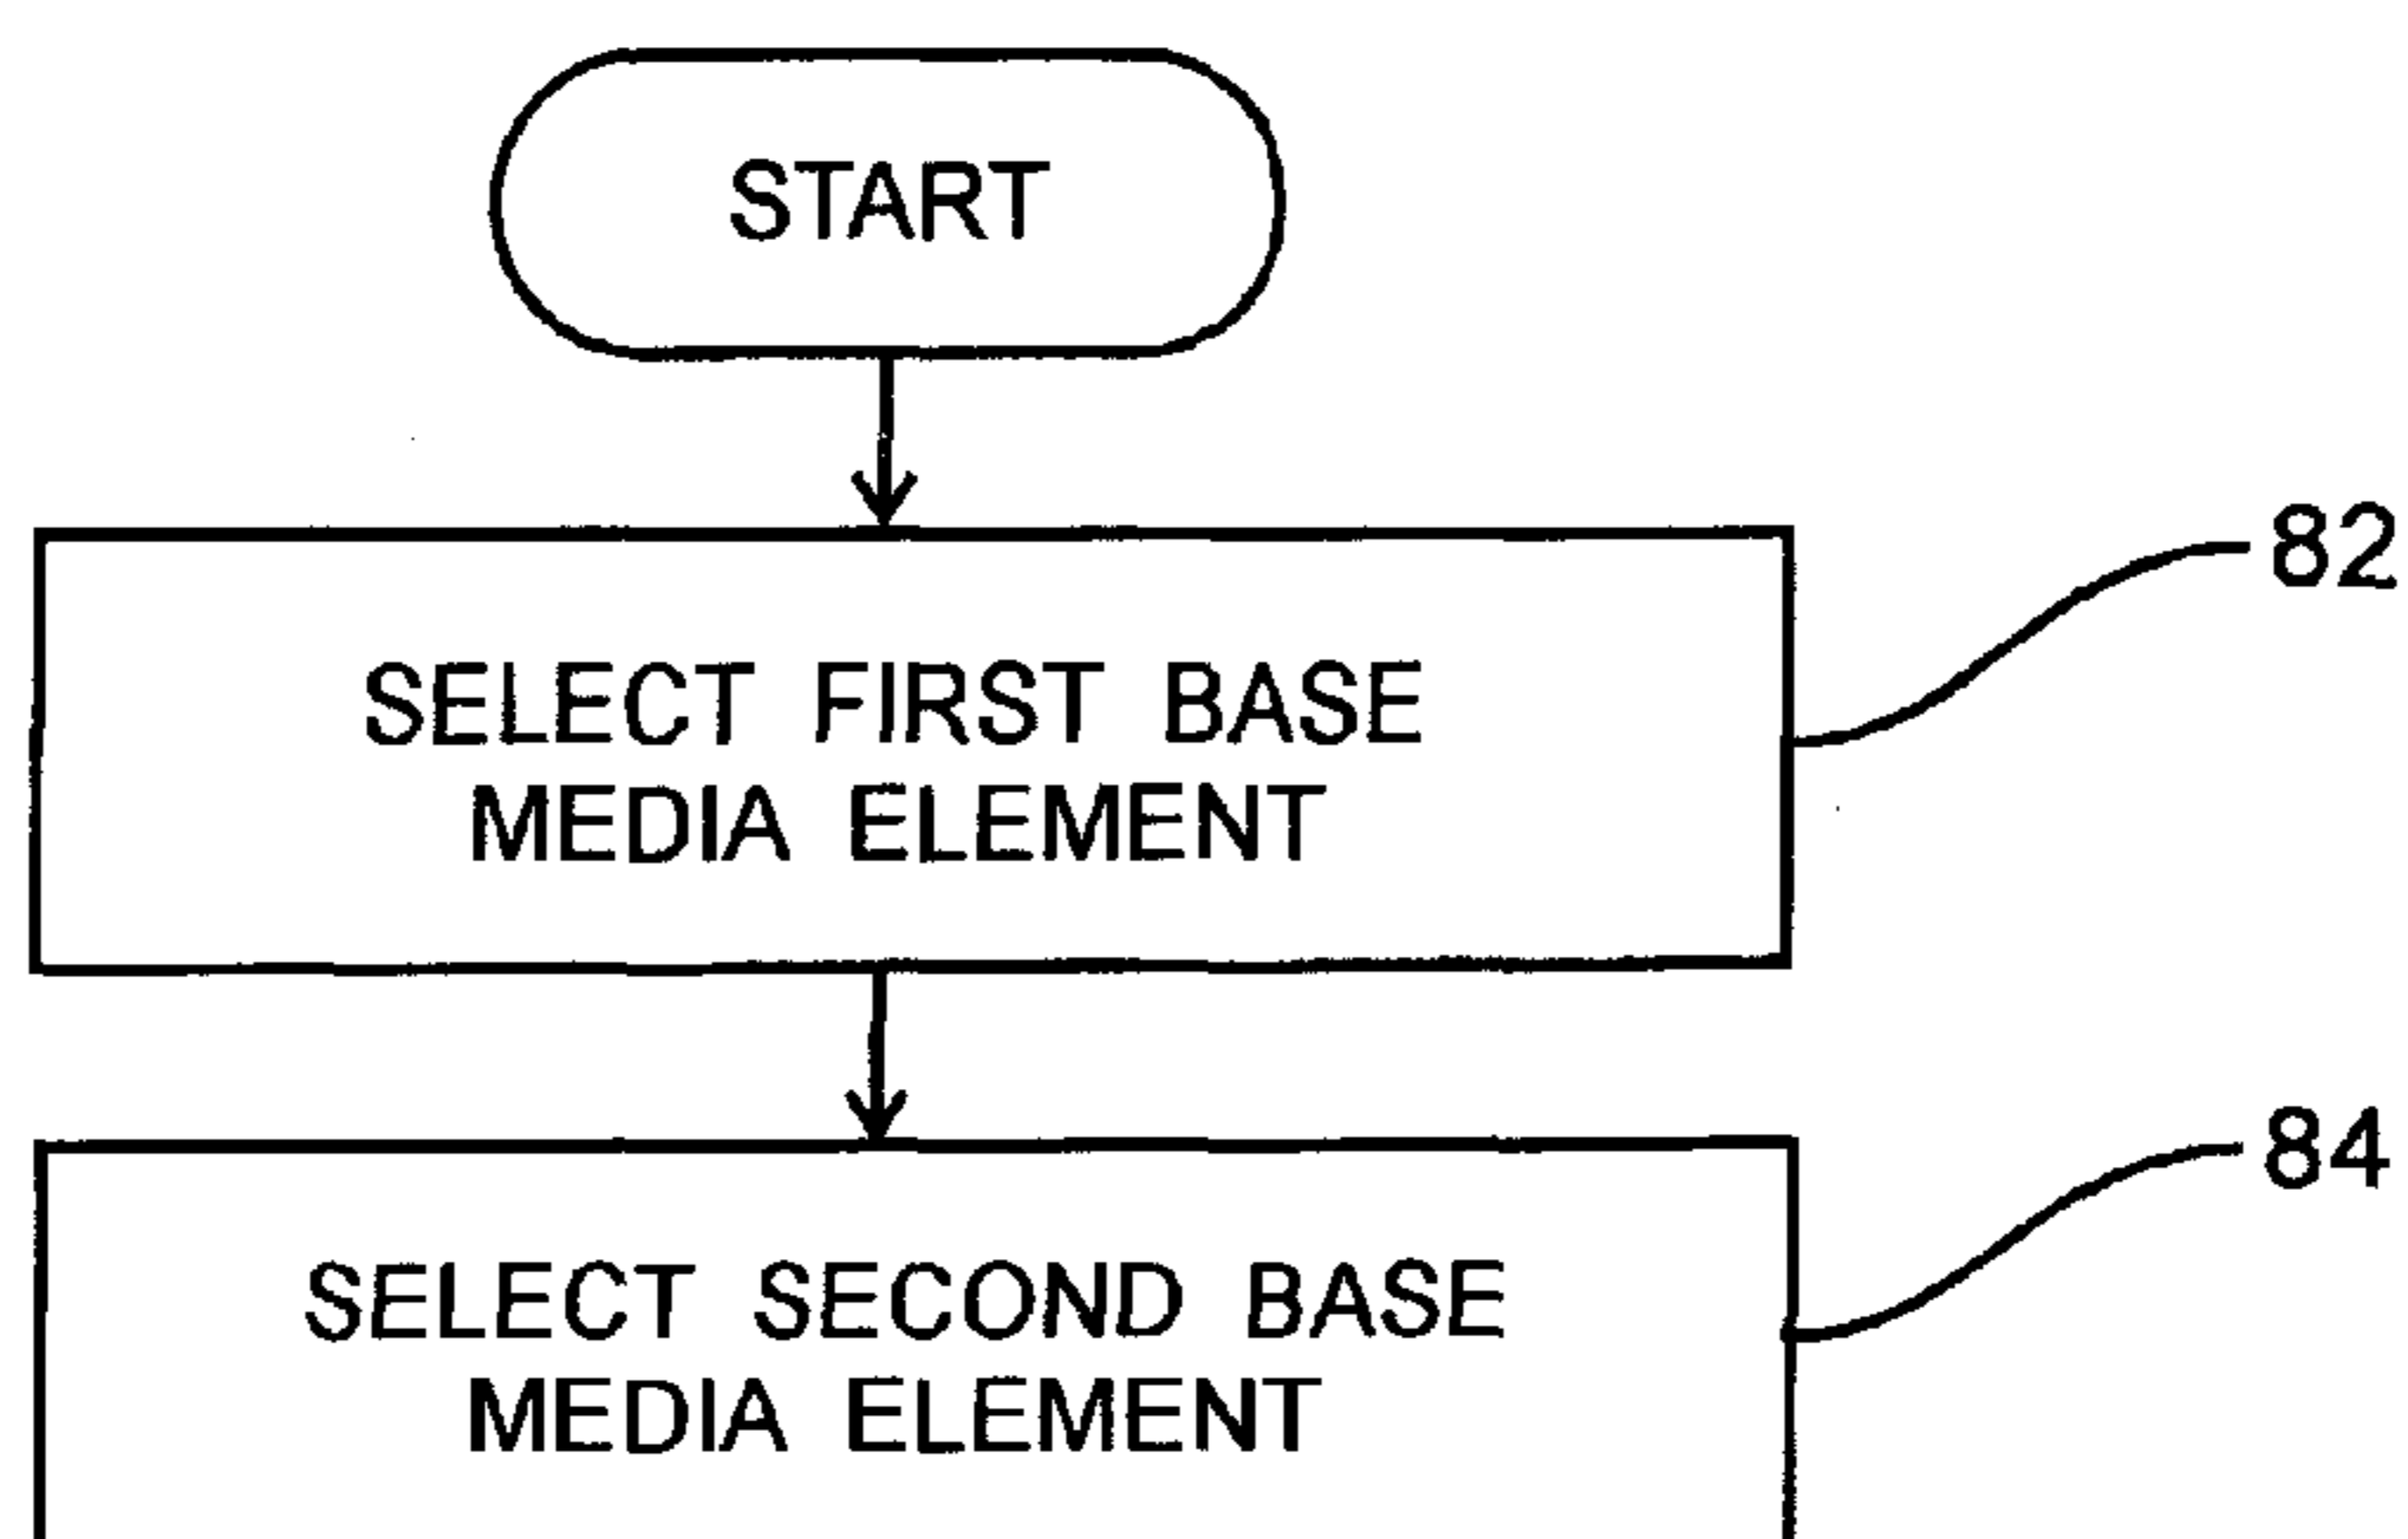 START
82
SELECT FIRST BASE
MEDIA ELEMENT
84
SELECT SECOND BASE
MEDIA ELEMENT